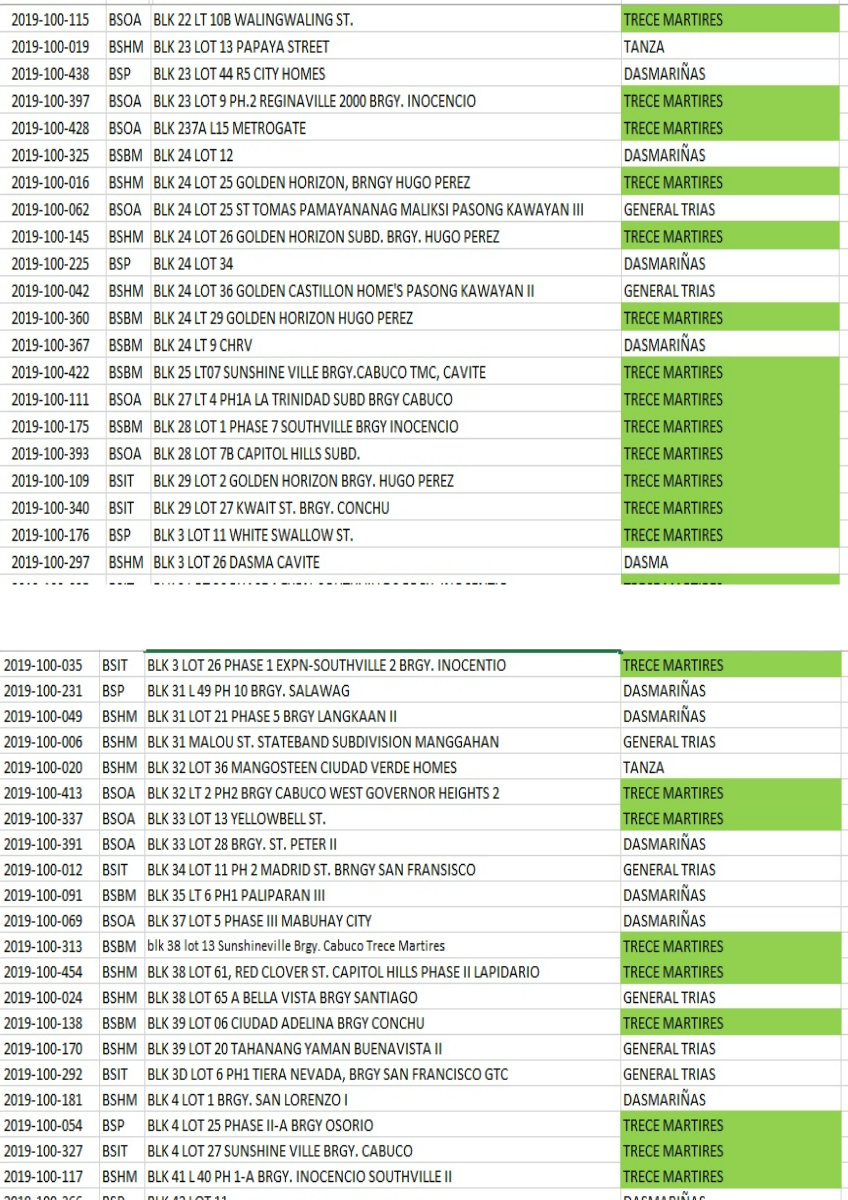 2019-100-115 BSOA BLK 22 LT 10B WALINGWALING ST. TRECE MARTIRES
2019-100-019 BSHM BLK 23 LOT 13 PAPAYA STREET TANZA
2019-100-438 BSP BLK 23 LOT 44 R5 CITY HOMES DASMARIÑAS
2019-100-397 BSOA BLK 23 LOT 9 PH.2 REGINAVILLE 2000 BRGY. INOCENCIO TRECE MARTIRES
2019-100-428 BSOA BLK 237A L15 METROGATE TRECE MARTIRES
2019-100-325 BSBM BLK 24 LOT 12 DASMARIÑAS
2019-100-016 BSHM BLK 24 LOT 25 GOLDEN HORIZON, BRNGY HUGO PEREZ TRECE MARTIRES
2019-100-062 BSOA BLK 24 LOT 25 ST TOMAS PAMAYANANAG MALIKSI PASONG KAWAYAN III GENERAL TRIAS
2019-100-145 BSHM BLK 24 LOT 26 GOLDEN HORIZON SUBD. BRGY. HUGO PEREZ TRECE MARTIRES
2019-100-225 BSP BLK 24 LOT 34 DASMARIÑAS
2019-100-042 BSHM BLK 24 LOT 36 GOLDEN CASTILLON HOME'S PASONG KAWAYAN II GENERAL TRIAS
2019-100-360 BSBM BLK 24 LT 29 GOLDEN HORIZON HUGO PEREZ TRECE MARTIRES
2019-100-367 BSBM BLK 24 LT 9 CHRV DASMARIÑAS
2019-100-422 BSBM BLK 25 LT07 SUNSHINE VILLE BRGY.CABUCO TMC, CAVITE TRECE MARTIRES
2019-100-111 BSOA BLK 27 LT 4 PH1A LA TRINIDAD SUBD BRGY CABUCO TRECE MARTIRES
2019-100-175 BSBM BLK 28 LOT 1 PHASE 7 SOUTHVILLE BRGY INOCENCIO TRECE MARTIRES
2019-100-393 BSOA BLK 28 LOT 7B CAPITOL HILLS SUBD. TRECE MARTIRES
2019-100-109 BSIT BLK 29 LOT 2 GOLDEN HORIZON BRGY. HUGO PEREZ TRECE MARTIRES
2019-100-340 BSIT BLK 29 LOT 27 KWAIT ST. BRGY. CONCHU TRECE MARTIRES
2019-100-176 BSP BLK 3 LOT 11 WHITE SWALLOW ST. TRECE MARTIRES
2019-100-297 BSHM BLK 3 LOT 26 DASMA CAVITE DASMA
2019-100-035 BSIT BLK 3 LOT 26 PHASE 1 EXPN-SOUTHVILLE 2 BRGY. INOCENTIO TRECE MARTIRES
2019-100-231 BSP BLK 31 L 49 PH 10 BRGY. SALAWAG DASMARIÑAS
2019-100-049 BSHM BLK 31 LOT 21 PHASE 5 BRGY LANGKAAN II DASMARIÑAS
2019-100-006 BSHM BLK 31 MALOU ST. STATEBAND SUBDIVISION MANGGAHAN GENERAL TRIAS
2019-100-020 BSHM BLK 32 LOT 36 MANGOSTEEN CIUDAD VERDE HOMES TANZA
2019-100-413 BSOA BLK 32 LT 2 PH2 BRGY CABUCO WEST GOVERNOR HEIGHTS 2 TRECE MARTIRES
2019-100-337 BSOA BLK 33 LOT 13 YELLOWBELL ST. TRECE MARTIRES
2019-100-391 BSOA BLK 33 LOT 28 BRGY. ST. PETER II DASMARIÑAS
2019-100-012 BSIT BLK 34 LOT 11 PH 2 MADRID ST. BRNGY SAN FRANSISCO GENERAL TRIAS
2019-100-091 BSBM BLK 35 LT 6 PH1 PALIPARAN III DASMARIÑAS
2019-100-069 BSOA BLK 37 LOT 5 PHASE III MABUHAY CITY DASMARIÑAS
2019-100-313 BSBM blk 38 lot 13 Sunshineville Brgy. Cabuco Trece Martires TRECE MARTIRES
2019-100-454 BSHM BLK 38 LOT 61, RED CLOVER ST. CAPITOL HILLS PHASE II LAPIDARIO TRECE MARTIRES
2019-100-024 BSHM BLK 38 LOT 65 A BELLA VISTA BRGY SANTIAGO GENERAL TRIAS
2019-100-138 BSBM BLK 39 LOT 06 CIUDAD ADELINA BRGY CONCHU TRECE MARTIRES
2019-100-170 BSHM BLK 39 LOT 20 TAHANANG YAMAN BUENAVISTA II GENERAL TRIAS
2019-100-292 BSIT BLK 3D LOT 6 PH1 TIERA NEVADA, BRGY SAN FRANCISCO GTC GENERAL TRIAS
2019-100-181 BSHM BLK 4 LOT 1 BRGY. SAN LORENZO I DASMARIÑAS
2019-100-054 BSP BLK 4 LOT 25 PHASE II-A BRGY OSORIO TRECE MARTIRES
2019-100-327 BSIT BLK 4 LOT 27 SUNSHINE VILLE BRGY. CABUCO TRECE MARTIRES
2019-100-117 BSHM BLK 41 L 40 PH 1-A BRGY. INOCENCIO SOUTHVILLE II TRECE MARTIRES